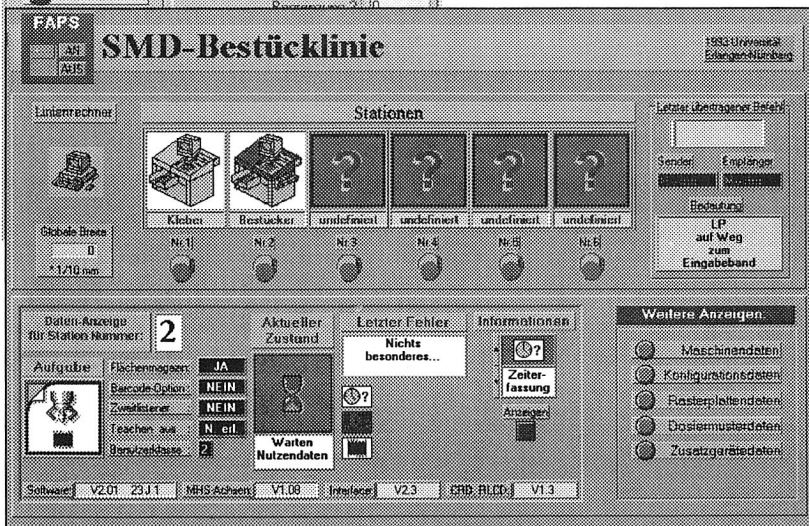 Begrenzung 2
FAPS
AN
AUS
SMD-Bestücklinie
1993 Universität
Erlangen-Nürnberg
Linienrechner
Stationen
Letzter übertragener Befehl
Sender
Empfänger
Bedeutung
LP
auf Weg
zum
Eingabeband
Kleber
Bestücker
undefiniert
undefiniert
undefiniert
undefiniert
Globale Breite
0
* 1/10 mm
Nr.1
Nr.2
Nr.3
Nr.4
Nr.5
Nr.6
Daten-Anzeige
für Station Nummer:
2
Aufgabe
Flächenmagazin:
JA
Barcode-Option:
NEIN
Zweitlistener
NEIN
Teachen aus :
N. erl.
Benutzerklasse :
2
Aktueller
Zustand
Warten
Nutzendaten
Letzter Fehler
Nichts
besonderes...
?
Informationen
?
Zeiter-
fassung
Anzeigen
Weitere Anzeigen
Maschinendaten
Konfigurationsdaten
Rasterplattendaten
Dosiermusterdaten
Zusatzgerätedaten
Software: V2.01 23J1 MHS Achsen: V1.08 Interface: V2.3 CRD, RLCD: V1.3